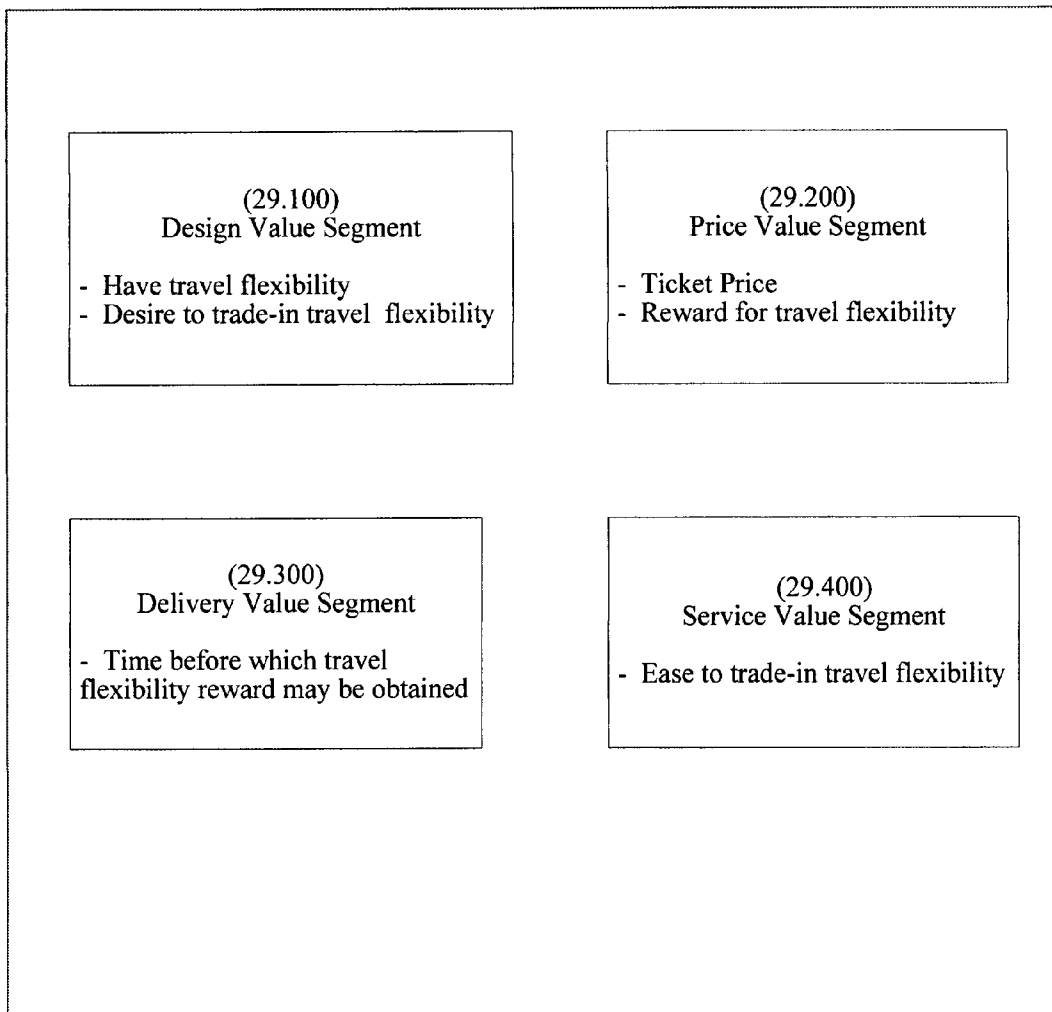 (29.100)
Design Value Segment
- Have travel flexibility
- Desire to trade-in travel flexibility
(29.200)
Price Value Segment
- Ticket Price
- Reward for travel flexibility
(29.300)
Delivery Value Segment
- Time before which travel
flexibility reward may be obtained
(29.400)
Service Value Segment
- Ease to trade-in travel flexibility